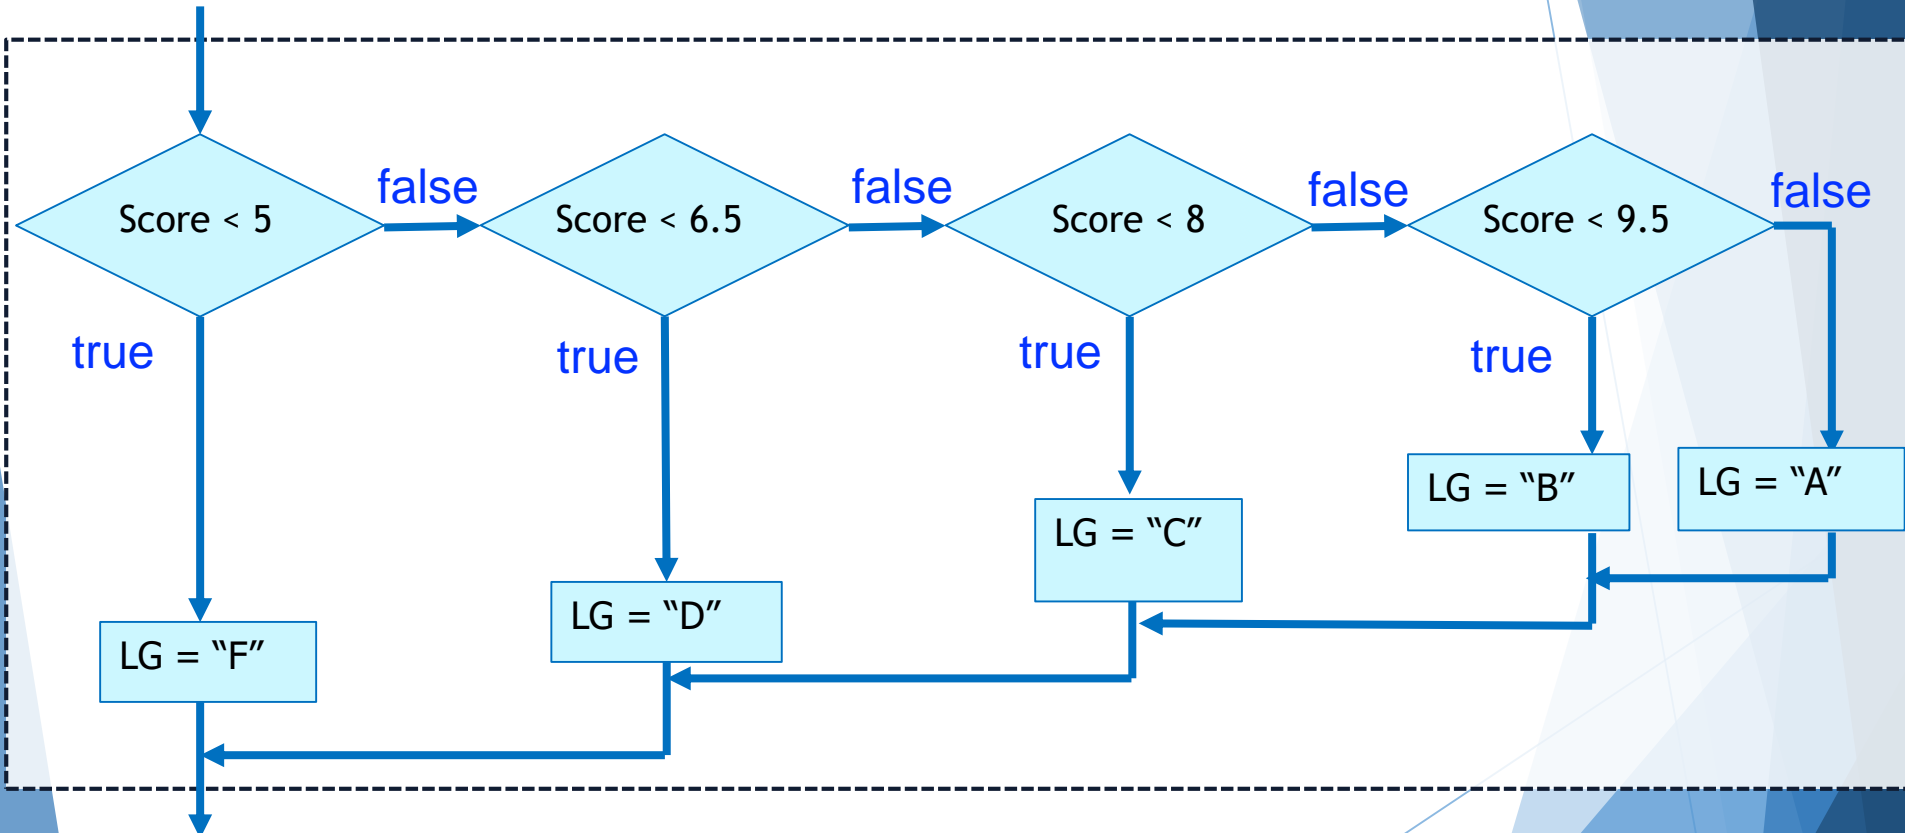 false
false
false
false
Score < 5
Score < 6.5
Score < 8
Score < 9.5
true
true
true
true
LG = “F”
LG = “D”
LG = “C”
LG = “B”
LG = “A”